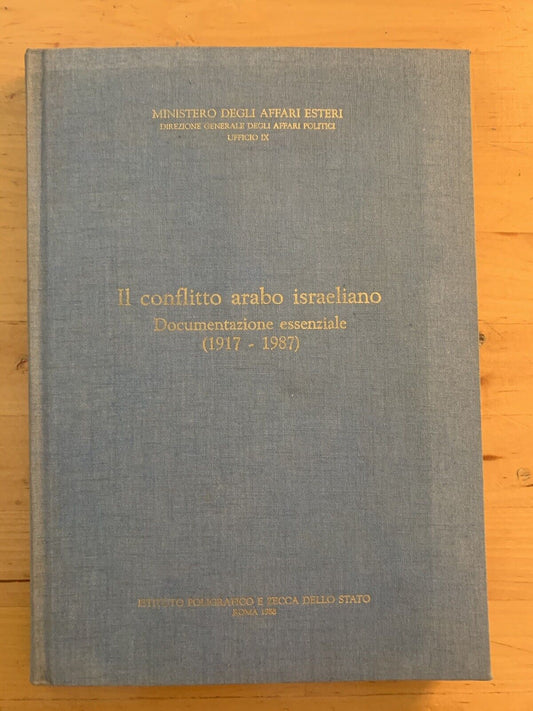 MINISTERO DEGLI AFFARI ESTERI
DIREZIONE GENERALE DEGLI AFFARI POLITICI
UFFICIO IX
Il conflitto arabo israeliano
Documentazione essenziale
(1917 - 1987)
ISTITUTO POLIGRAFICO E ZECCA DELLO STATO
ROMA 1988